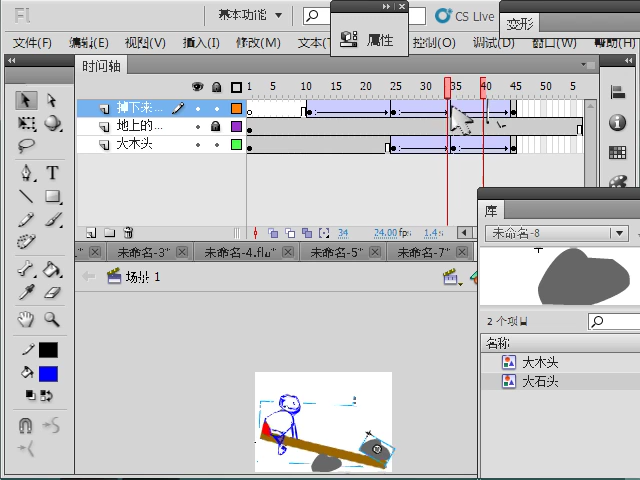 Fl 基本功能 CS Live 变形
文件(F) 编辑(E) 视图(V) 插入(I) 修改(M) 文本(T 属性 控制(O) 调试(D) 窗口(W) 帮助(H)
时间轴
1 5 10 15 20 25 30 35 40 45 50 5
掉下来...
地上的...
大木头
34 24.00fps 1.4s
未命名-3* 未命名-4.fla* 未命名-5* 未命名-7*
场景 1
库
未命名-8
2 个项目
名称
大木头
大石头